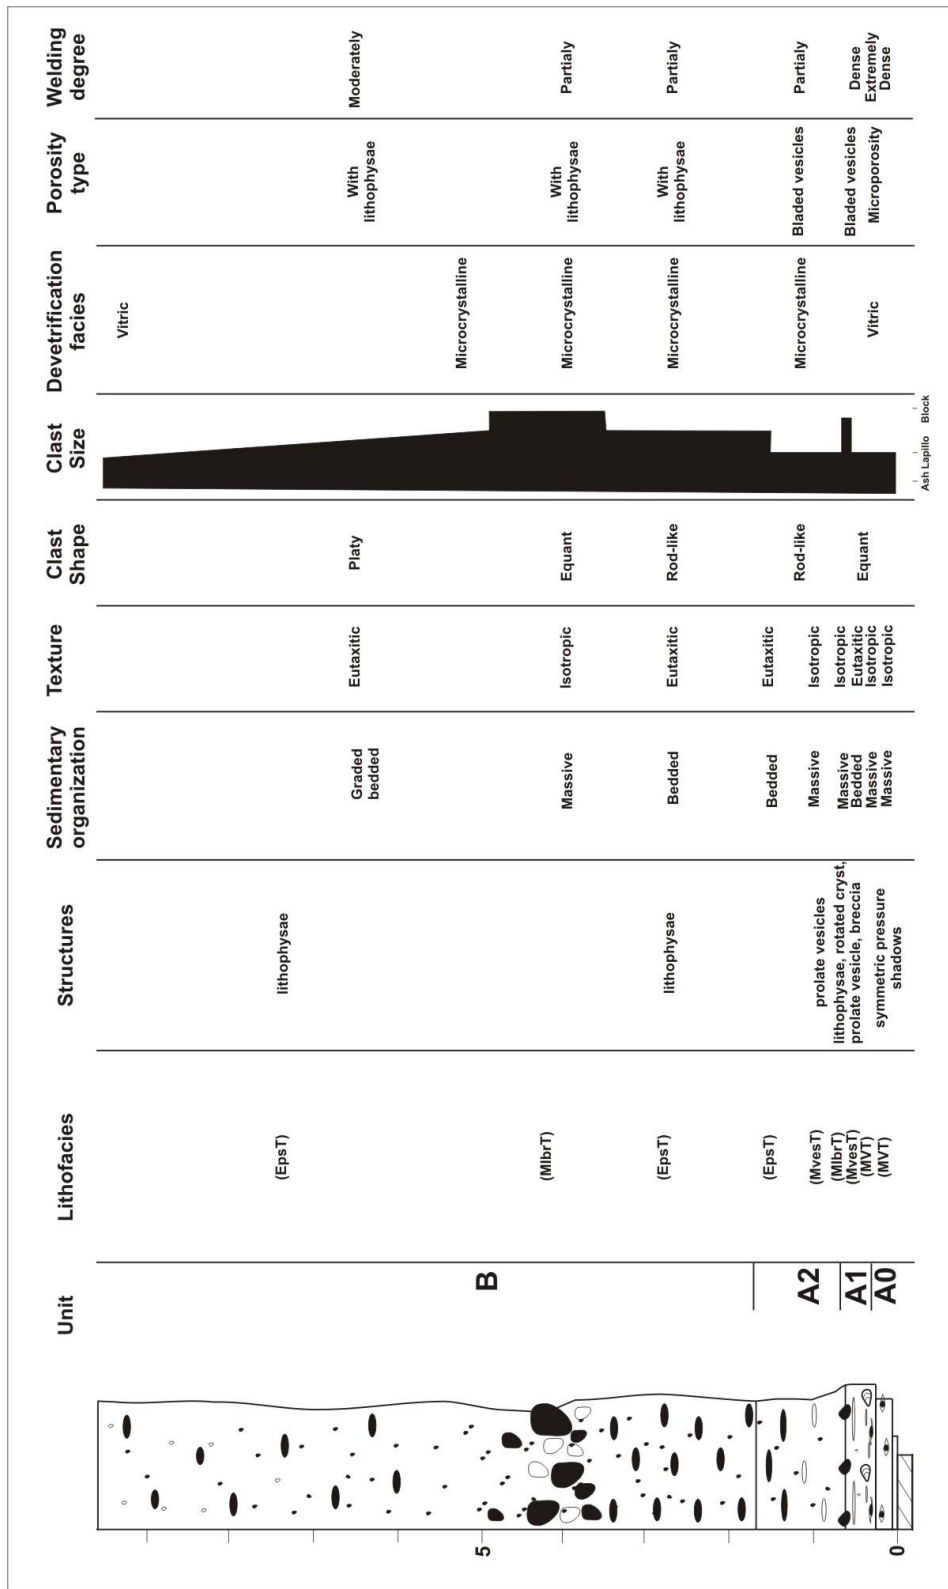 5
0
Unit
B
A2
A1
A0
Lithofacies
(EpsT)
(MlbrT)
(EpsT)
(EpsT)
(MvesT)
(MlbrT)
(MvesT)
(MVT)
(MVT)
Structures
lithophysae
lithophysae
prolate vesicles
lithophysae, rotated cryst,
prolate vesicle, breccia
symmetric pressure
shadows
Sedimentary
organization
Graded
bedded
Massive
Bedded
Bedded
Massive
Massive
Bedded
Massive
Massive
Texture
Eutaxitic
Isotropic
Eutaxitic
Eutaxitic
Isotropic
Isotropic
Eutaxitic
Isotropic
Isotropic
Clast
Shape
Platy
Equant
Rod-like
Rod-like
Equant
Clast
Size
Ash Lapillo Block
Devetrification
facies
Vitric
Microcrystalline
Microcrystalline
Microcrystalline
Microcrystalline
Vitric
Porosity
type
With
lithophysae
With
lithophysae
With
lithophysae
Bladed vesicles
Bladed vesicles
Microporosity
Welding
degree
Moderately
Partialy
Partialy
Partialy
Dense
Extremely
Dense